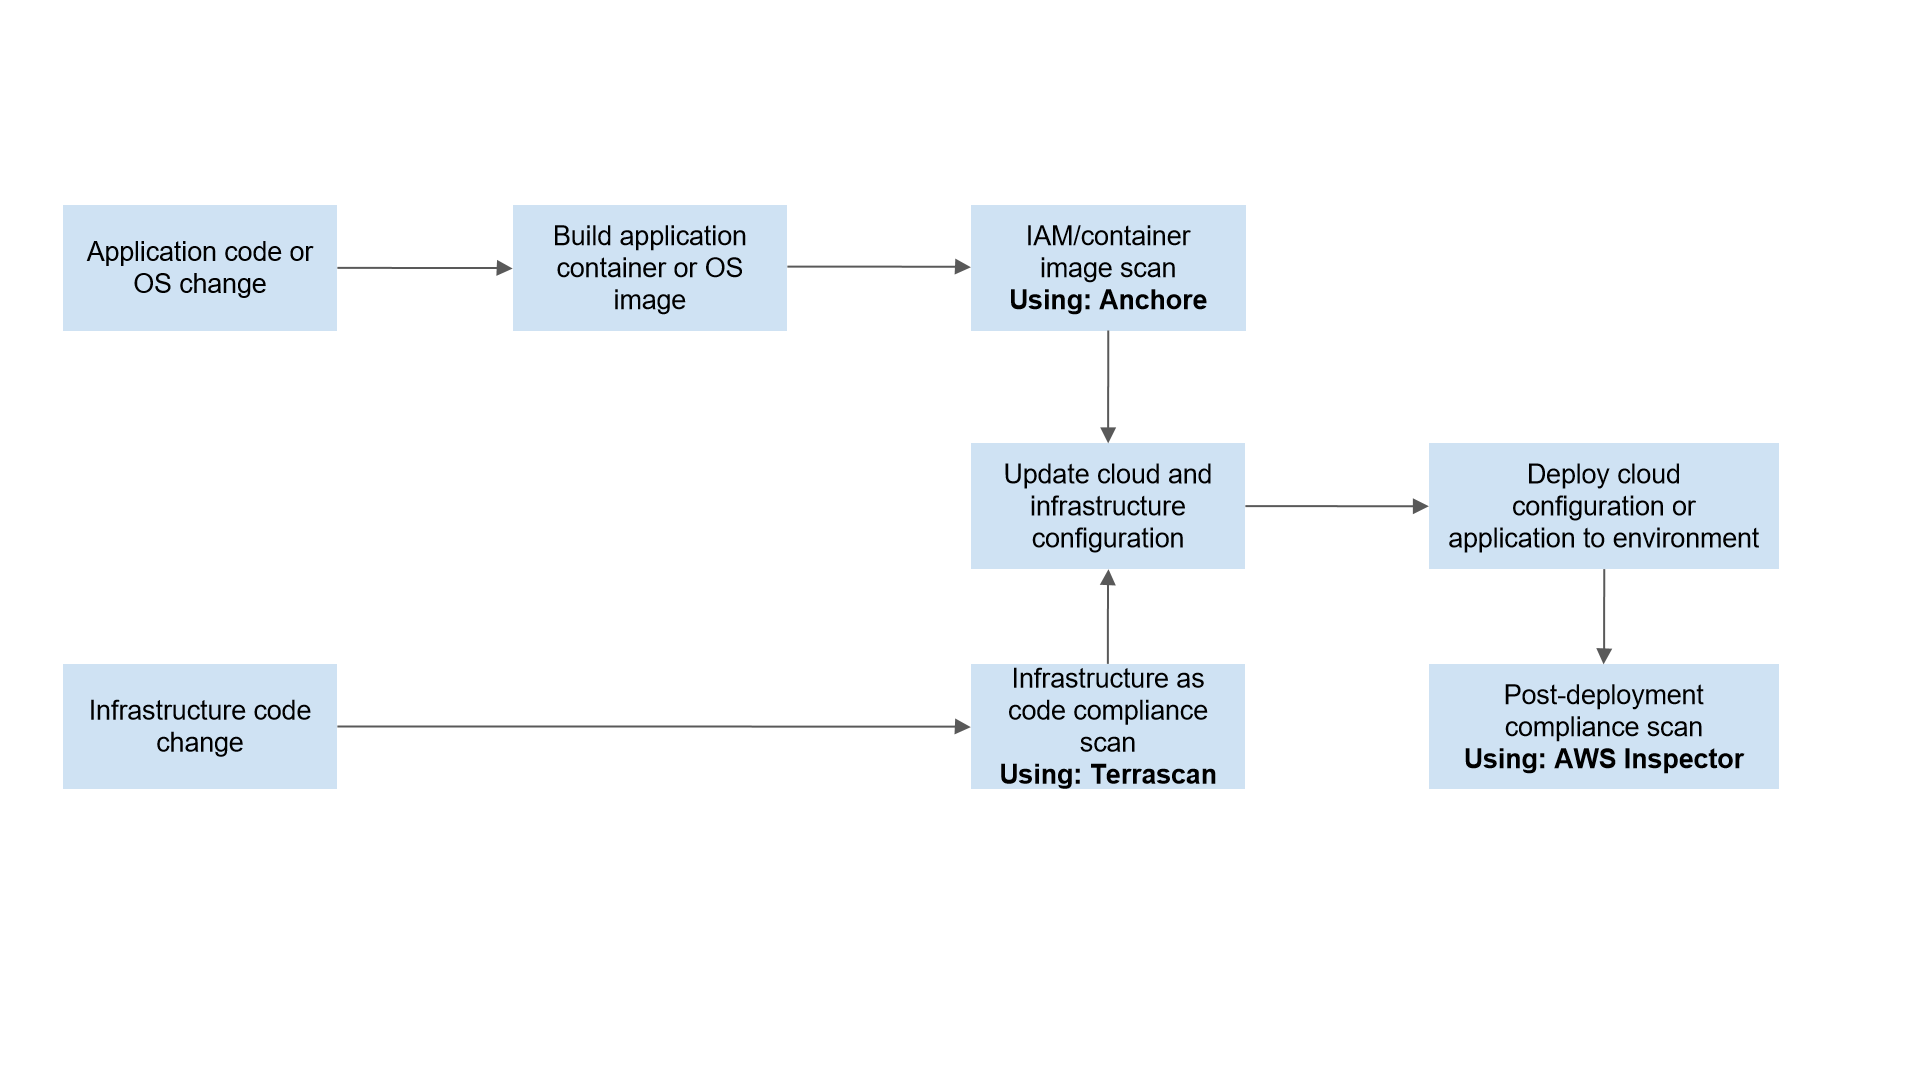 Application code or
OS change
Build application
container or OS
image
IAM/container
image scan
Using: Anchore
Update cloud and
infrastructure
configuration
Deploy cloud
configuration or
application to environment
Infrastructure code
change
Infrastructure as
code compliance
scan
Using: Terrascan
Post-deployment
compliance scan
Using: AWS Inspector